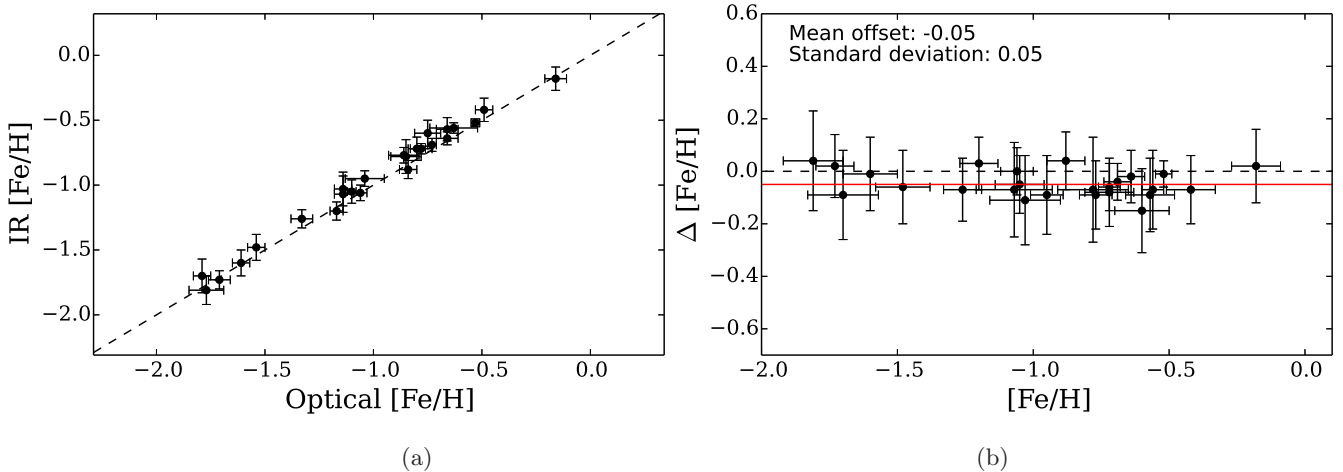 0.0
−0.5
−1.0
−1.5
−2.0
IR [Fe/H]
−2.0 −1.5 −1.0 −0.5 0.0
Optical [Fe/H]
(a)
Mean offset: -0.05
Standard deviation: 0.05
0.6
0.4
0.2
0.0
−0.2
−0.4
−0.6
Δ [Fe/H]
−2.0 −1.5 −1.0 −0.5 0.0
[Fe/H]
(b)